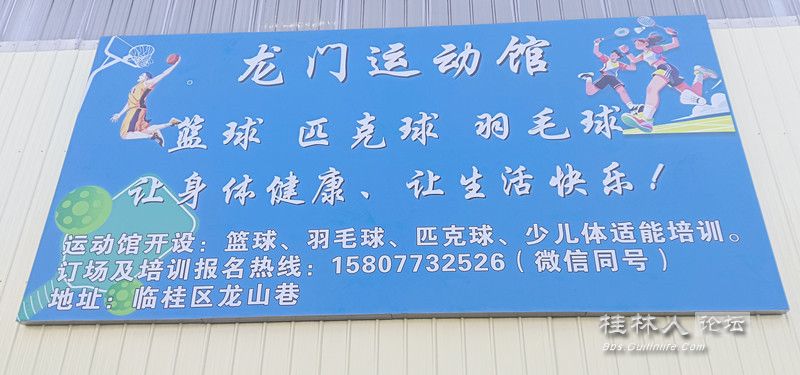 龙门运动馆
篮球 匹克球 羽毛球
让身体健康、让生活快乐！
运动馆开设：篮球、羽毛球、匹克球、少儿体适能培训。
订场及培训报名热线：15807732526（微信同号）
地址：临桂区龙山巷
桂林人论坛
Bbs.Guilinlife.Com